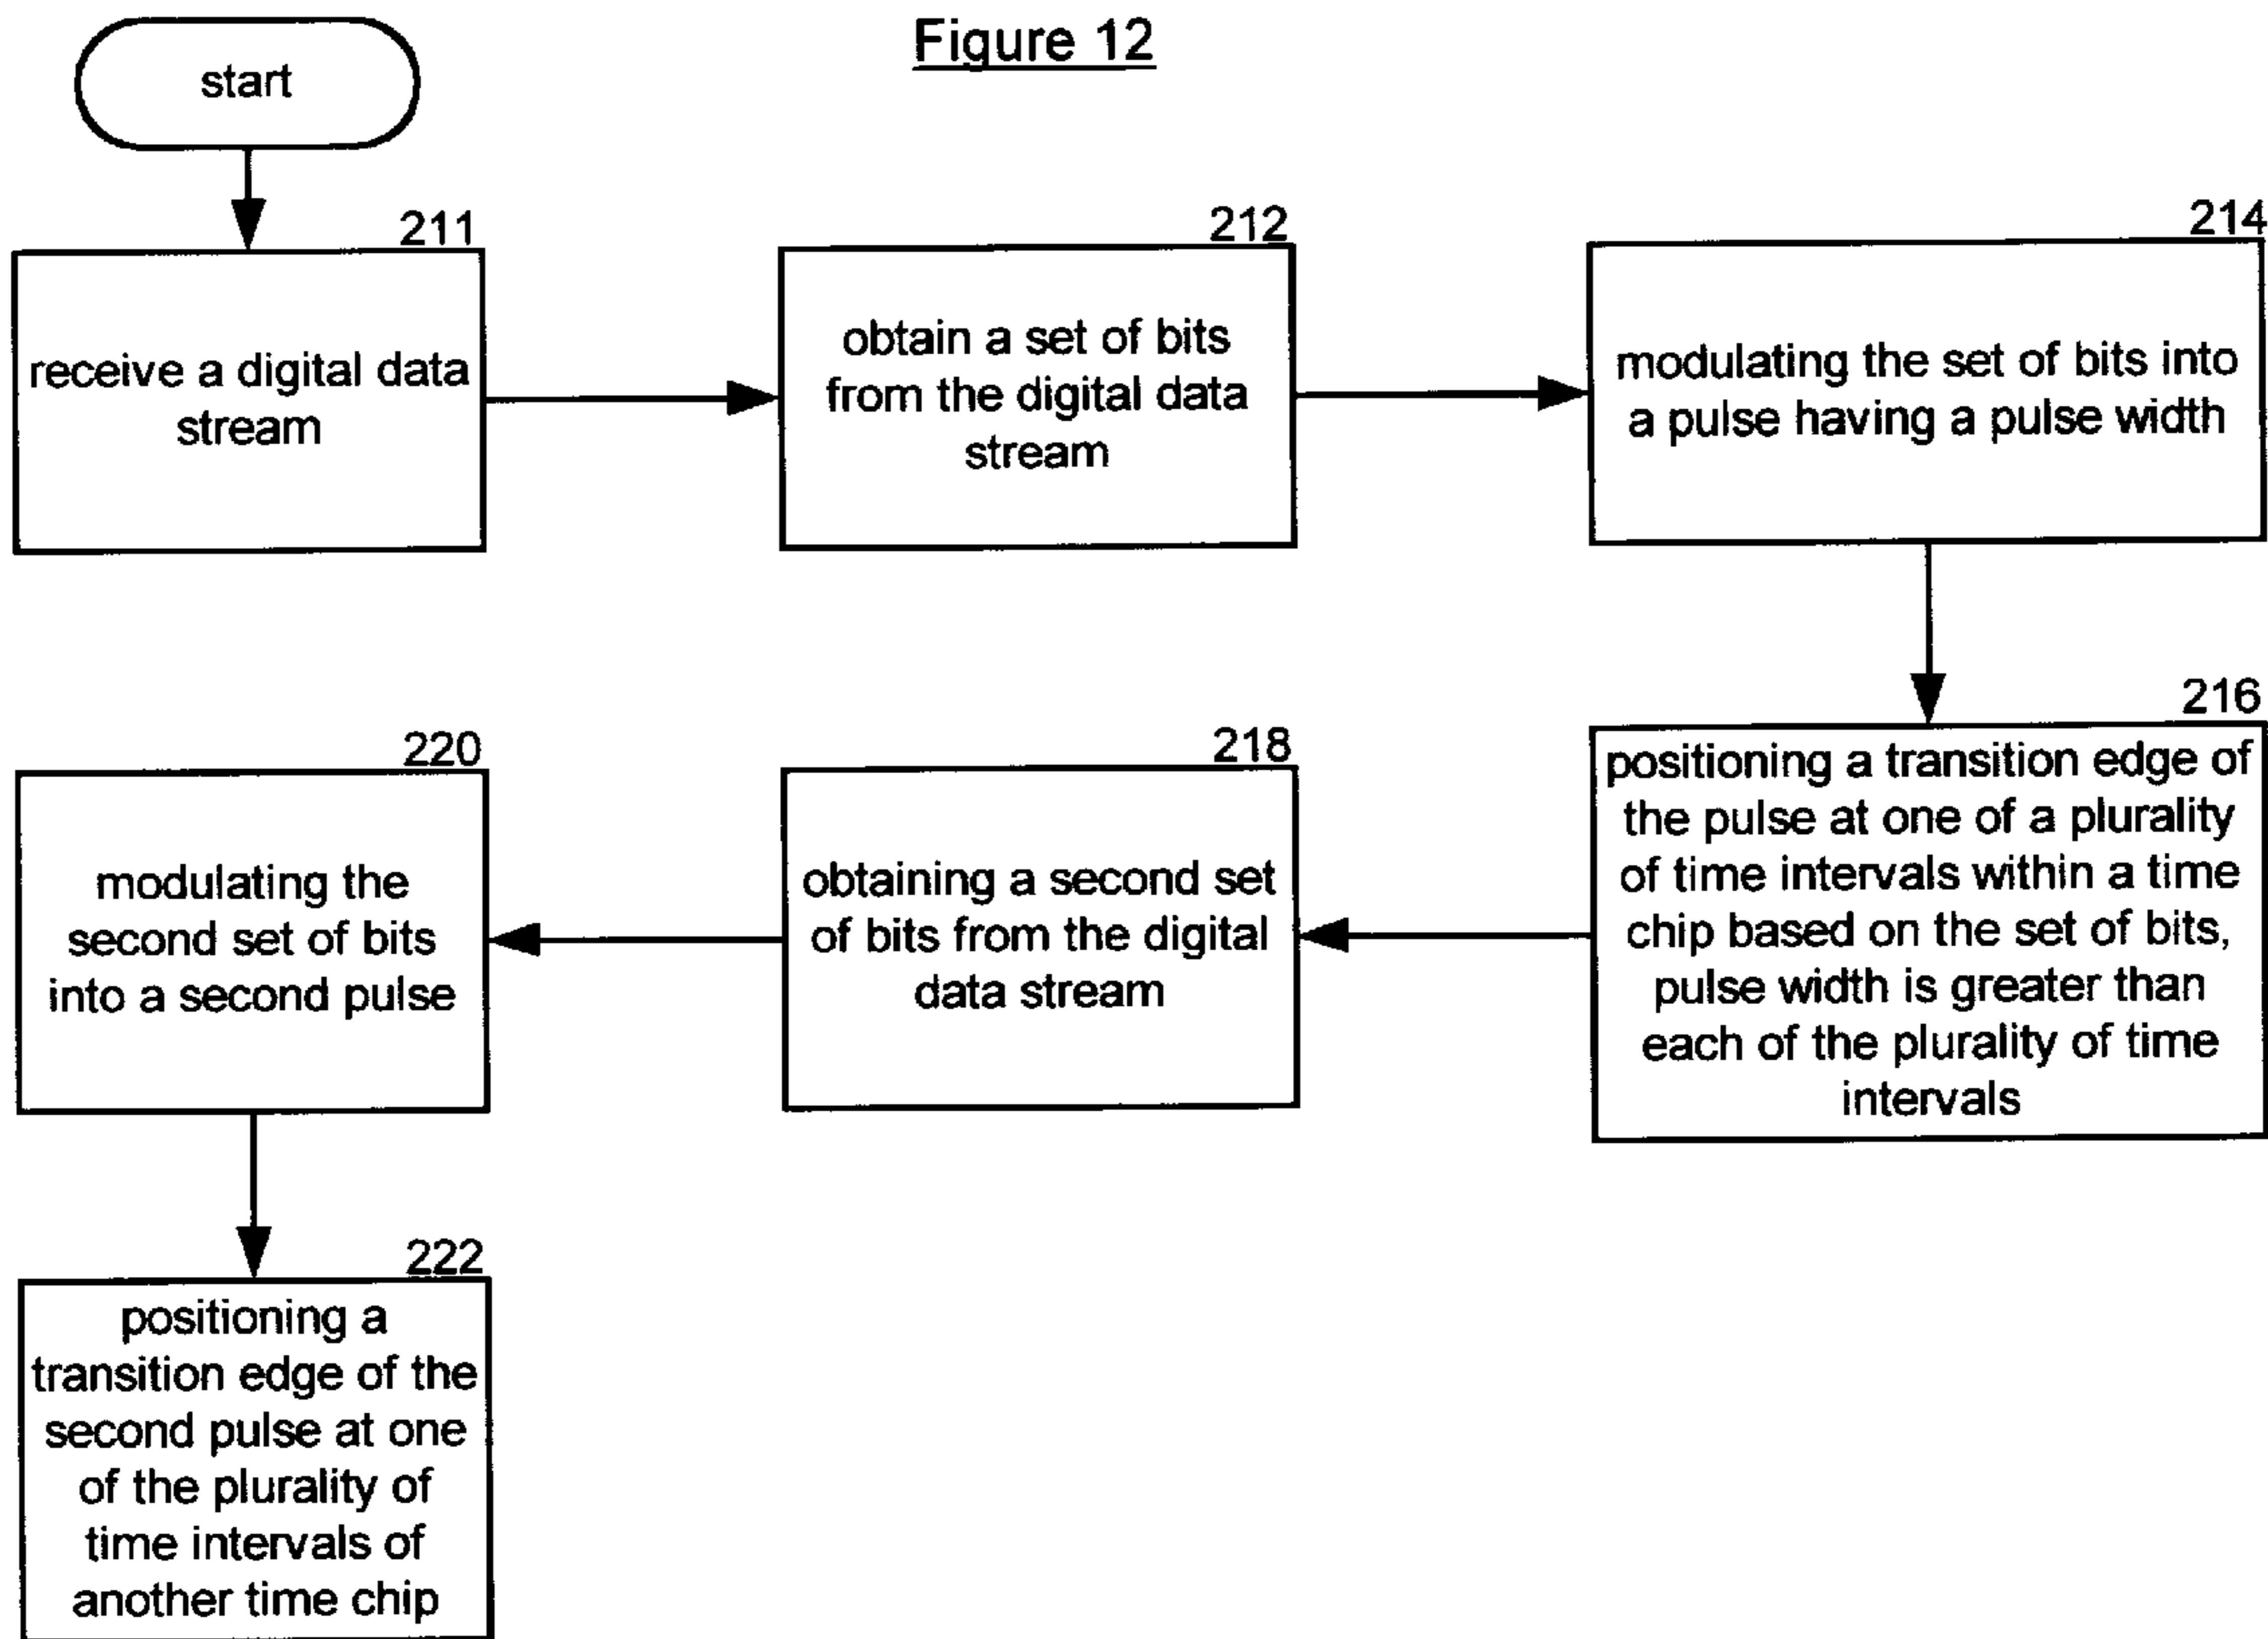 Figure 12
start
211
receive a digital data
stream
212
obtain a set of bits
from the digital data
stream
214
modulating the set of bits into
a pulse having a pulse width
216
positioning a transition edge of
the pulse at one of a plurality
of time intervals within a time
chip based on the set of bits,
pulse width is greater than
each of the plurality of time
intervals
218
obtaining a second set
of bits from the digital
data stream
220
modulating the
second set of bits
into a second pulse
222
positioning a
transition edge of the
second pulse at one
of the plurality of
time intervals of
another time chip